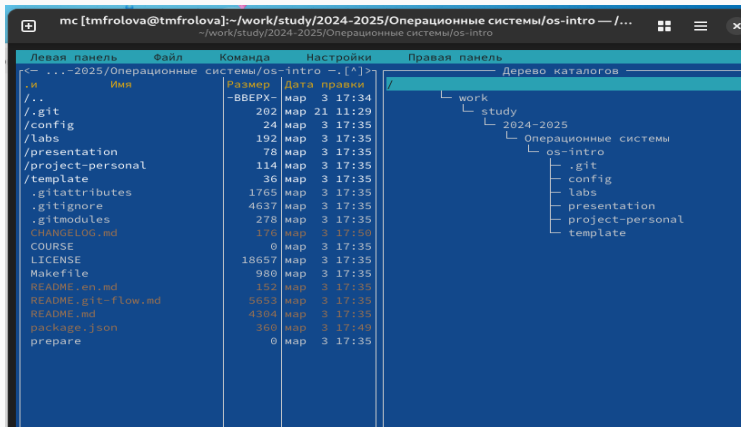 mc [tmfrolova@tmfrolova]:~/work/study/2024-2025/Операционные системы/os-intro — /...
~/work/study/2024-2025/Операционные системы/os-intro
Левая панель Файл Команда Настройки Правая панель
<— ...-2025/Операционные системы/os-intro —.[^]>
Дерево каталогов
.и Имя Размер Дата правки
/.. -ВВЕРХ- мар 3 17:34
/.git 202 мар 21 11:29
/config 24 мар 3 17:35
/labs 192 мар 3 17:35
/presentation 78 мар 3 17:35
/project-personal 114 мар 3 17:35
/template 36 мар 3 17:35
.gitattributes 1765 мар 3 17:35
.gitignore 4637 мар 3 17:35
.gitmodules 278 мар 3 17:35
CHANGELOG.md 176 мар 3 17:50
COURSE 0 мар 3 17:35
LICENSE 18657 мар 3 17:35
Makefile 980 мар 3 17:35
README.en.md 152 мар 3 17:35
README.git-flow.md 5653 мар 3 17:35
README.md 4304 мар 3 17:35
package.json 360 мар 3 17:49
prepare 0 мар 3 17:35
/
work
study
2024-2025
Операционные системы
os-intro
.git
config
labs
presentation
project-personal
template